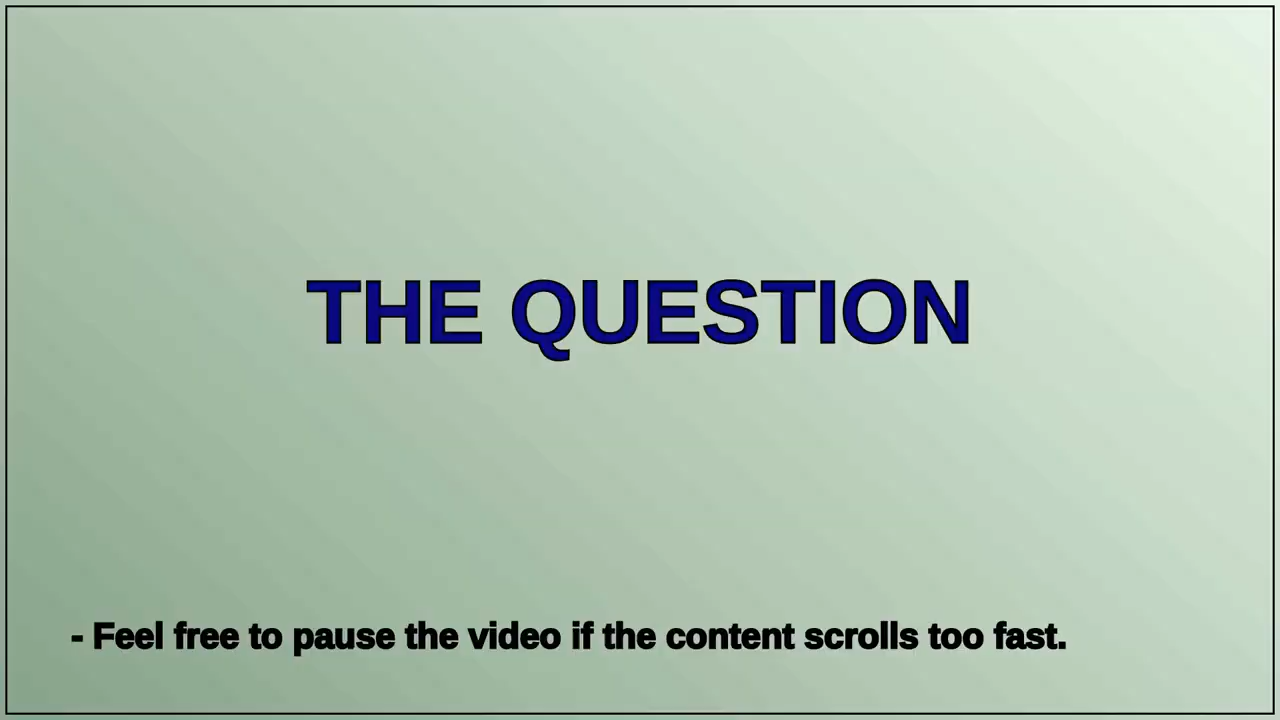 THE QUESTION
- Feel free to pause the video if the content scrolls too fast.